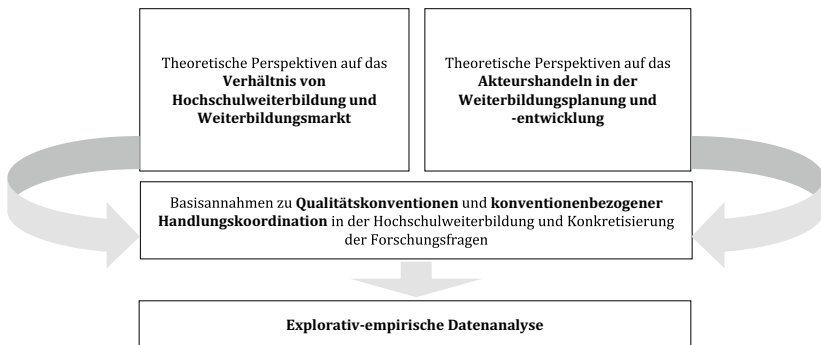 Theoretische Perspektiven auf das
Verhältnis von
Hochschulweiterbildung und
Weiterbildungsmarkt
Theoretische Perspektiven auf das
Akteurshandeln in der
Weiterbildungsplanung und
-entwicklung
Basisannahmen zu Qualitätskonventionen und konventionenbezogener
Handlungskoordination in der Hochschulweiterbildung und Konkretisierung
der Forschungsfragen
Explorativ-empirische Datenanalyse